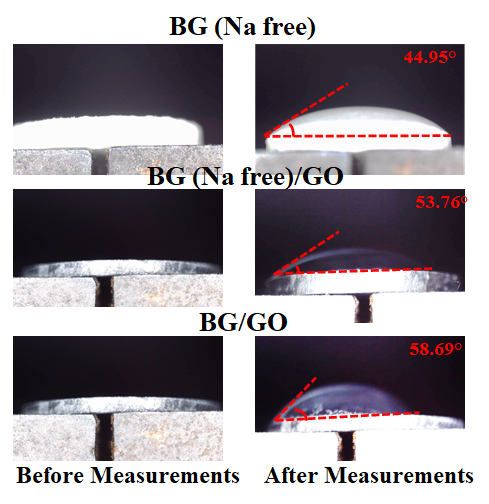 BG (Na free)
44.95°
BG (Na free)/GO
53.76°
BG/GO
58.69°
Before Measurements
After Measurements